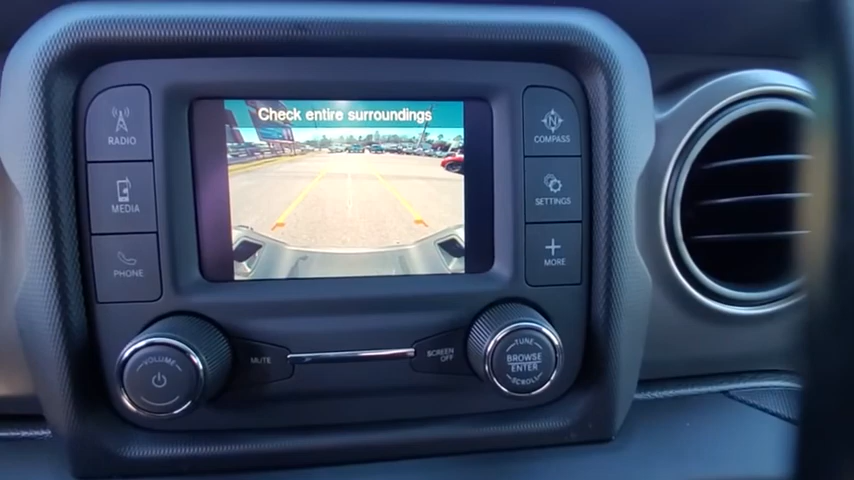 Check entire surroundings
RADIO
N
COMPASS
MEDIA
SETTINGS
PHONE
MORE
VOLUME
MUTE
SCREEN
OFF
TUNE
BROWSE
ENTER
SCROLL